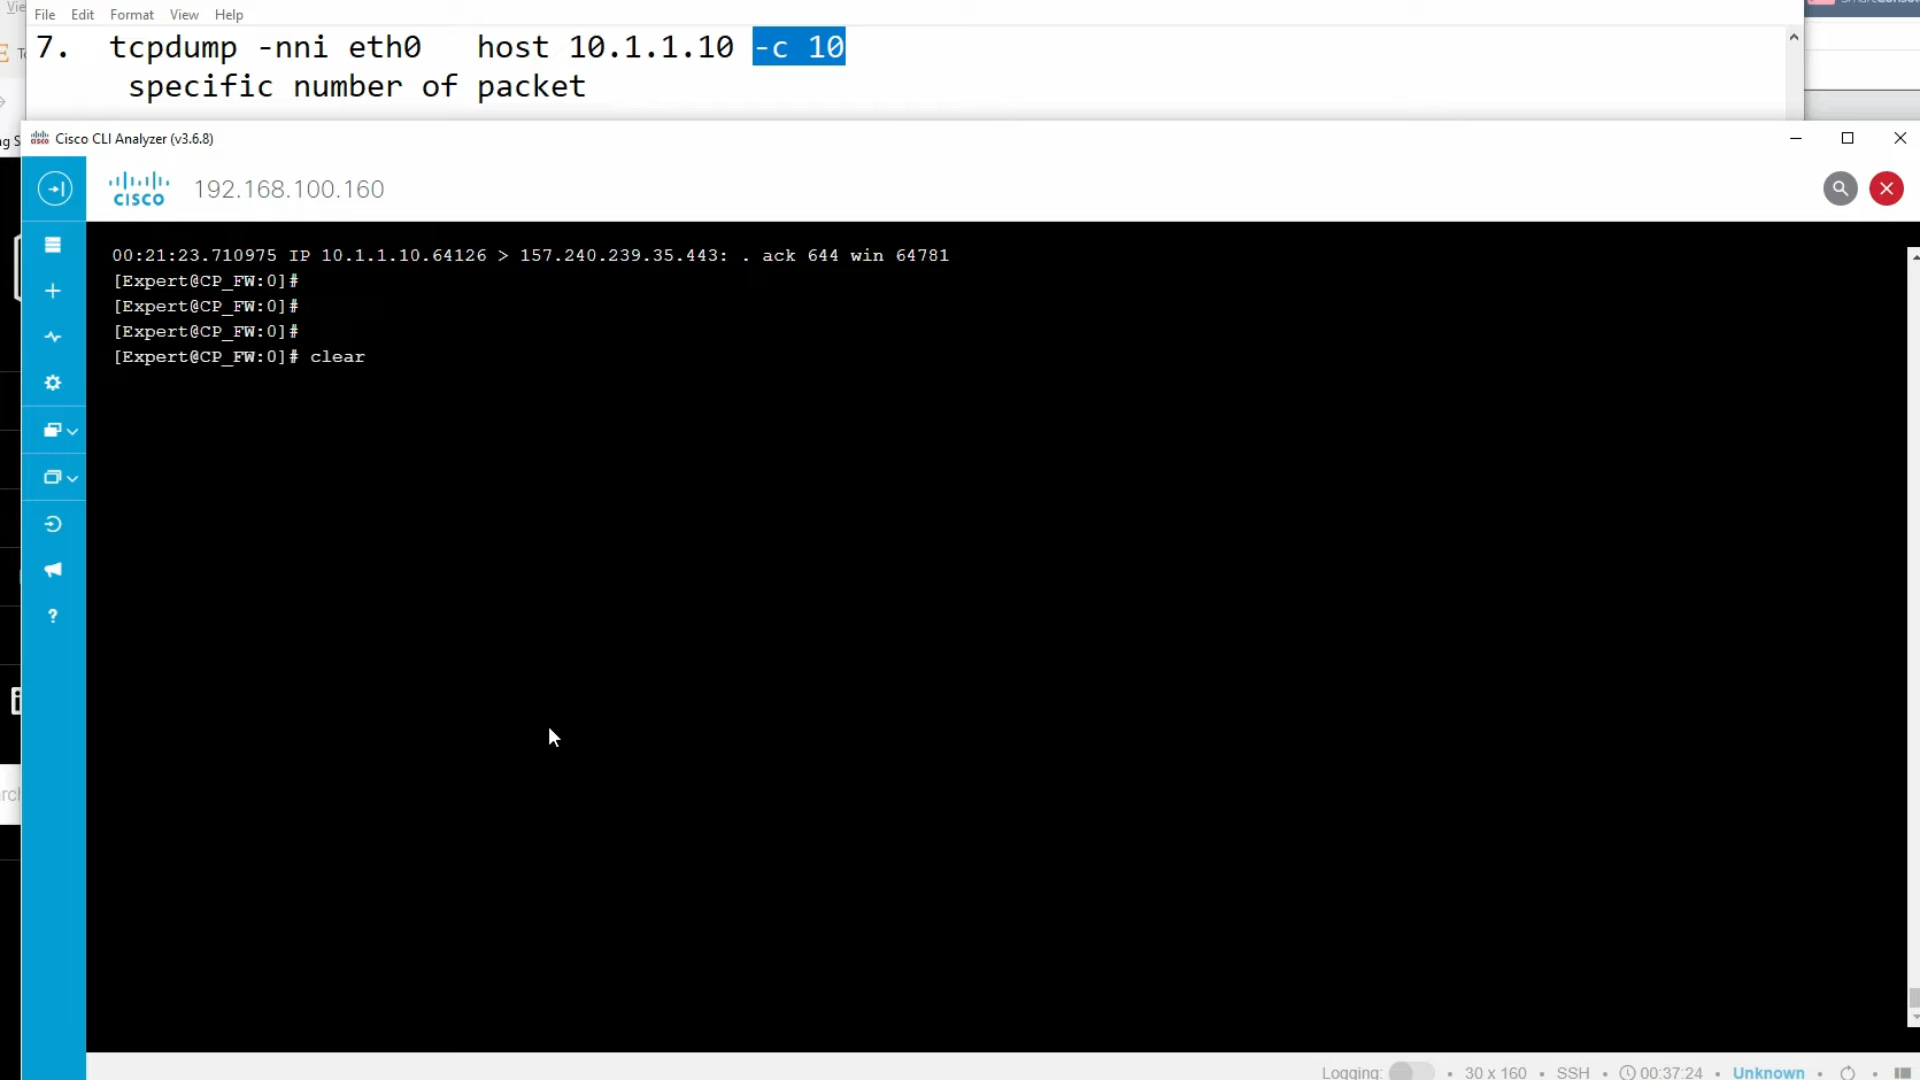 File Edit Format View Help
7. tcpdump -nni eth0 host 10.1.1.10 -c 10
specific number of packet
Cisco CLI Analyzer (v3.6.8)
CISCO 192.168.100.160
00:21:23.710975 IP 10.1.1.10.64126 > 157.240.239.35.443: . ack 644 win 64781
[Expert@CP_FW:0]#
[Expert@CP_FW:0]#
[Expert@CP_FW:0]#
[Expert@CP_FW:0]# clear
Logging: • 30 x 160 • SSH • 00:37:24 • Unknown •